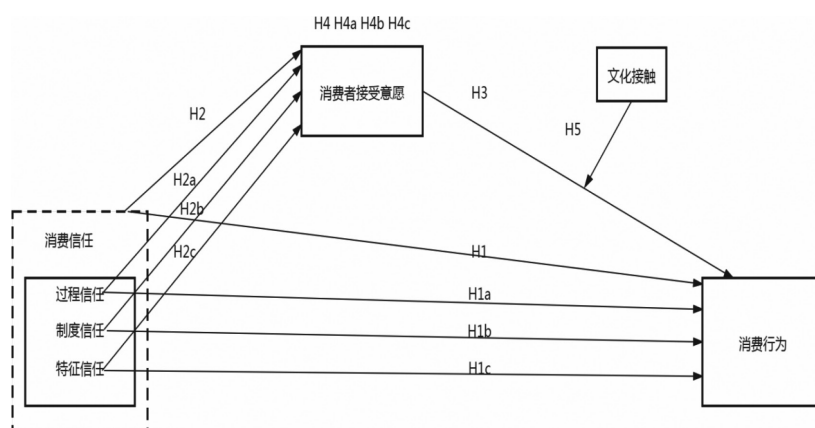 H4 H4a H4b H4c
消费者接受意愿
文化接触
H2
H3
H5
H2a
H2b
H2c
消费信任
H1
过程信任
H1a
制度信任
H1b
消费行为
特征信任
H1c